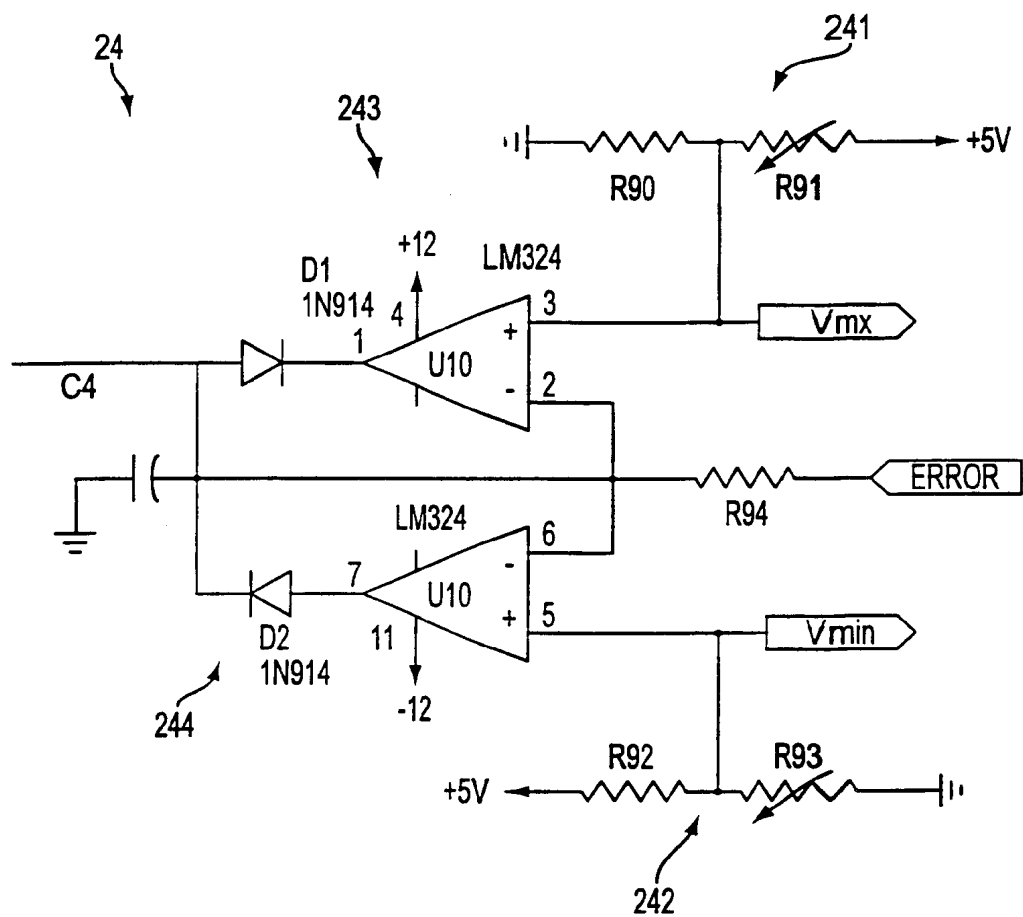 24
241
243
+5V
R90
R91
+12
LM324
D1
1N914
4
1
3
+
U10
Vmx
-
2
C4
ERROR
R94
LM324
6
-
7
U10
+
5
Vmin
D2
1N914
11
-12
244
R92
R93
+5V
242